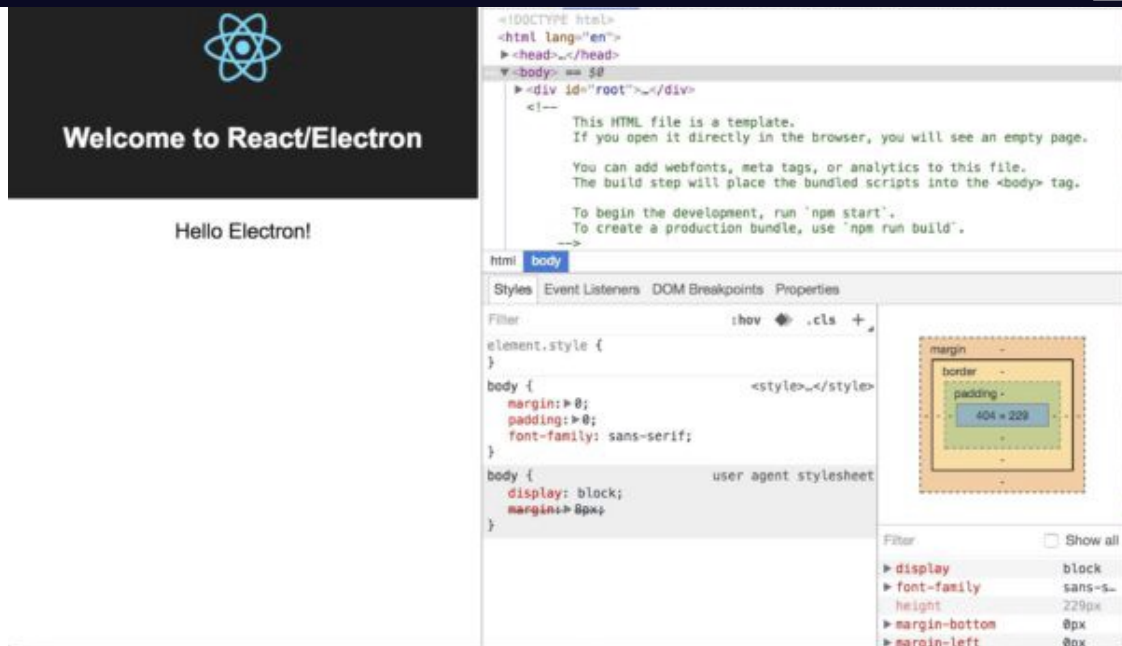 Welcome to React/Electron
Hello Electron!
<!DOCTYPE html>
<html lang="en">
▶<head>…</head>
▼<body> == $0
▶<div id="root">…</div>
<!--
This HTML file is a template.
If you open it directly in the browser, you will see an empty page.
You can add webfonts, meta tags, or analytics to this file.
The build step will place the bundled scripts into the <body> tag.
To begin the development, run `npm start`.
To create a production bundle, use `npm run build`.
-->
html body
Styles Event Listeners DOM Breakpoints Properties
Filter :hov .cls +
element.style {
}
body { <style>…</style>
margin:▶0;
padding:▶0;
font-family: sans-serif;
}
body { user agent stylesheet
display: block;
margin:▶8px;
}
margin -
border -
padding -
- - - 404 × 229 - - -
-
-
-
Filter Show all
▶display block
▶font-family sans-s…
height 229px
▶margin-bottom 0px
▶margin-left 0px